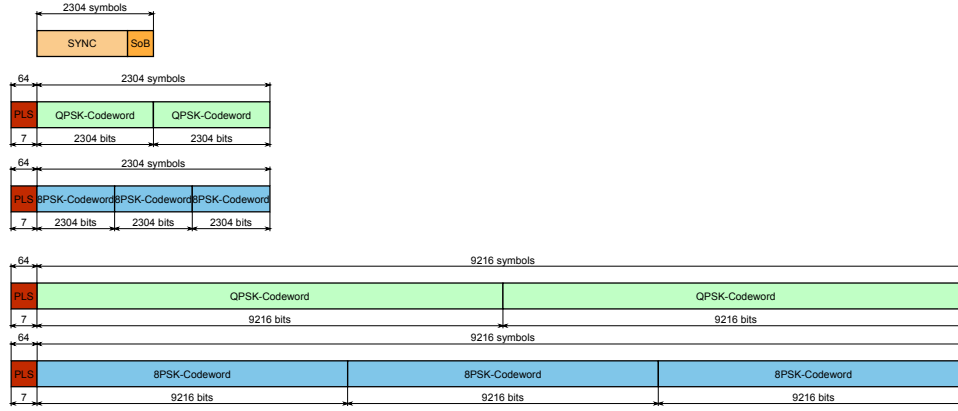 2304 symbols
SYNC SoB
64 2304 symbols
PLS QPSK-Codeword QPSK-Codeword
7 2304 bits 2304 bits
64 2304 symbols
PLS 8PSK-Codeword 8PSK-Codeword 8PSK-Codeword
7 2304 bits 2304 bits 2304 bits
64 9216 symbols
PLS QPSK-Codeword QPSK-Codeword
7 9216 bits 9216 bits
64 9216 symbols
PLS 8PSK-Codeword 8PSK-Codeword 8PSK-Codeword
7 9216 bits 9216 bits 9216 bits